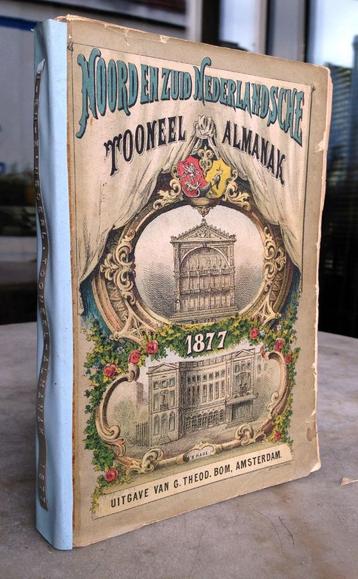 NOORD EN ZUID NEDERLANDSCHE
TOONEEL ALMANAK
1877
UITGAVE VAN G. THEOD. BOM, AMSTERDAM.